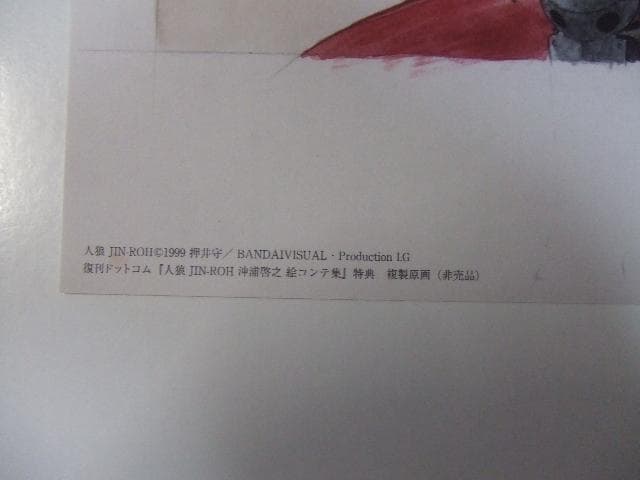 人狼 JIN-ROH©1999 押井守／ BANDAIVISUAL・Production I.G
復刊ドットコム『人狼 JIN-ROH 沖浦啓之 絵コンテ集』特典　複製原画（非売品）